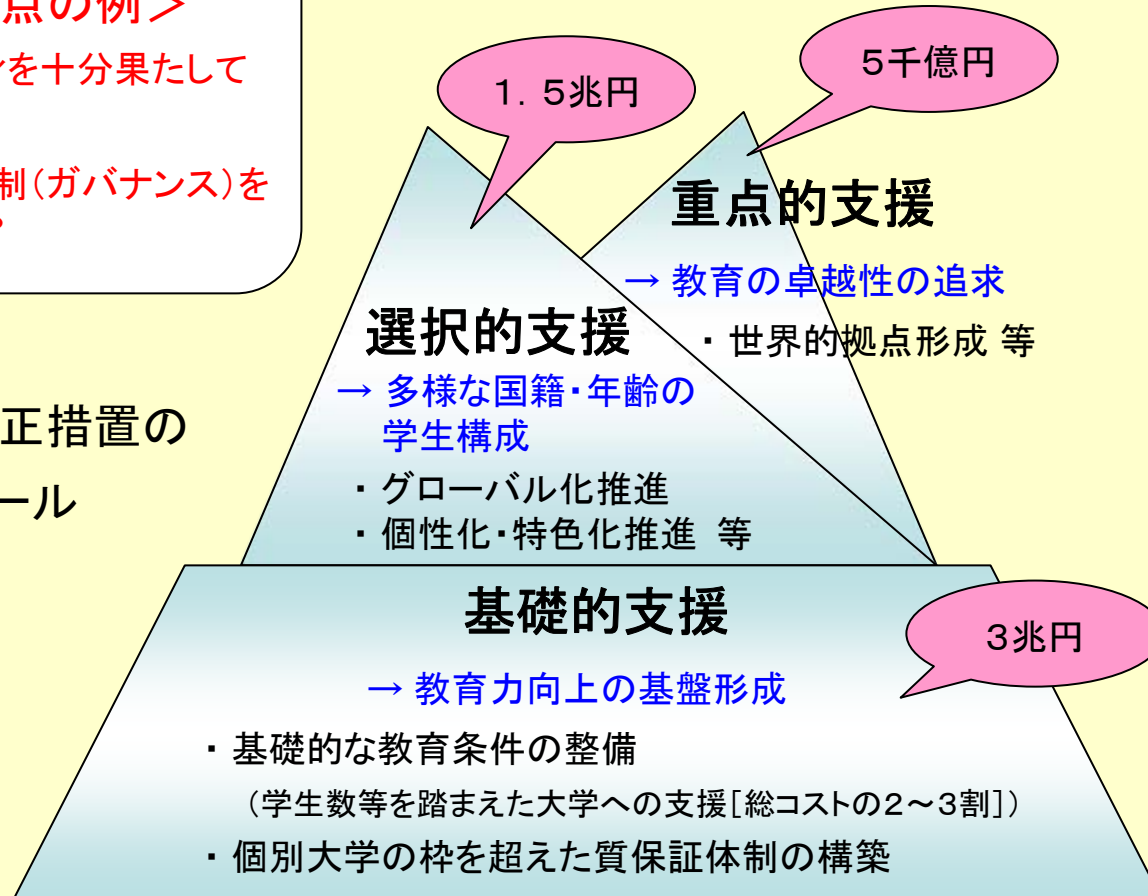 点の例＞
を十分果たして
制（ガバナンス）を
正措置の
ール
１．５兆円
５千億円
重点的支援
→ 教育の卓越性の追求
・ 世界的拠点形成 等
選択的支援
→ 多様な国籍・年齢の
学生構成
・ グローバル化推進
・ 個性化・特色化推進 等
基礎的支援
３兆円
→ 教育力向上の基盤形成
・ 基礎的な教育条件の整備
（学生数等を踏まえた大学への支援［総コストの２～３割］）
・ 個別大学の枠を超えた質保証体制の構築